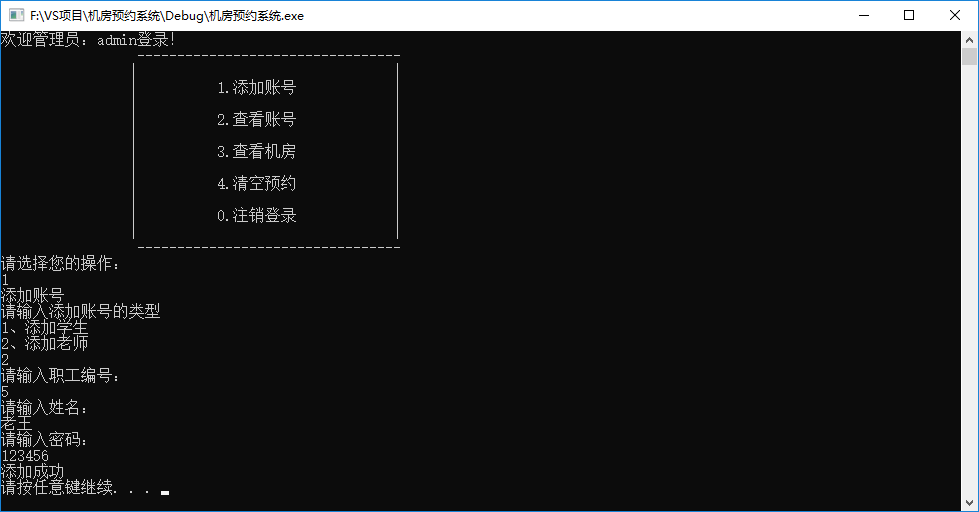 F:\VS项目\机房预约系统\Debug\机房预约系统.exe
欢迎管理员：admin登录！
---------------------------------
1.添加账号
2.查看账号
3.查看机房
4.清空预约
0.注销登录
---------------------------------
请选择您的操作：
1
添加账号
请输入添加账号的类型
1、添加学生
2、添加老师
2
请输入职工编号：
5
请输入姓名：
老王
请输入密码：
123456
添加成功
请按任意键继续. . .